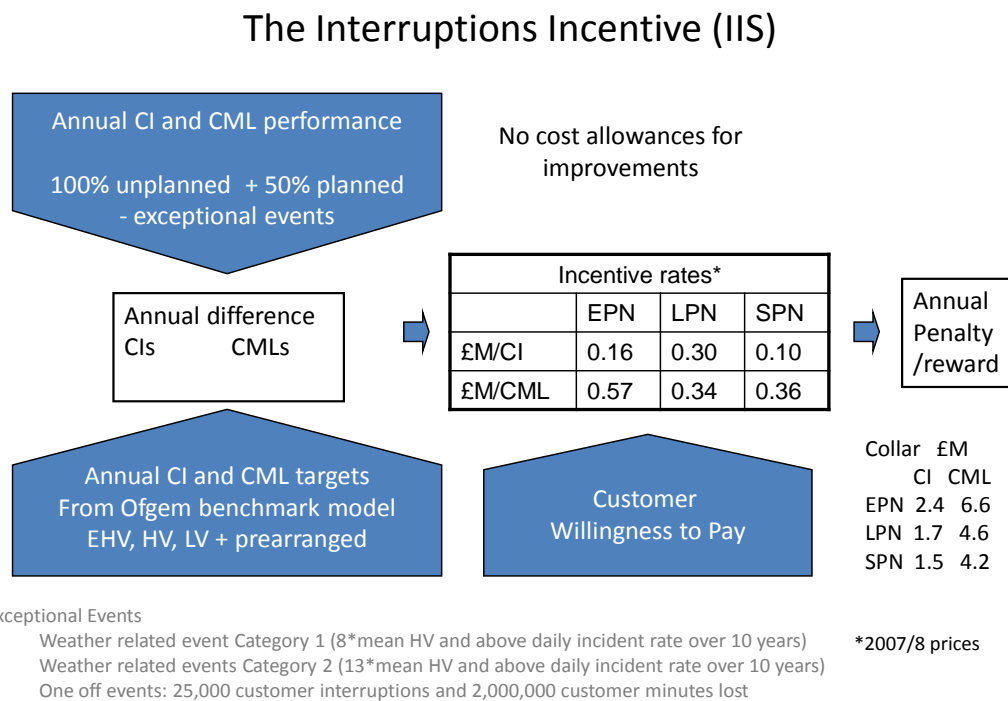 The Interruptions Incentive (IIS)
Annual CI and CML performance
100% unplanned + 50% planned
- exceptional events
No cost allowances for
improvements
Annual difference
CIs CMLs
Incentive rates*
EPN LPN SPN
£M/CI 0.16 0.30 0.10
£M/CML 0.57 0.34 0.36
Annual
Penalty
/reward
Annual CI and CML targets
From Ofgem benchmark model
EHV, HV, LV + prearranged
Customer
Willingness to Pay
Collar £M
CI CML
EPN 2.4 6.6
LPN 1.7 4.6
SPN 1.5 4.2
xceptional Events
Weather related event Category 1 (8*mean HV and above daily incident rate over 10 years)
Weather related events Category 2 (13*mean HV and above daily incident rate over 10 years)
One off events: 25,000 customer interruptions and 2,000,000 customer minutes lost
*2007/8 prices